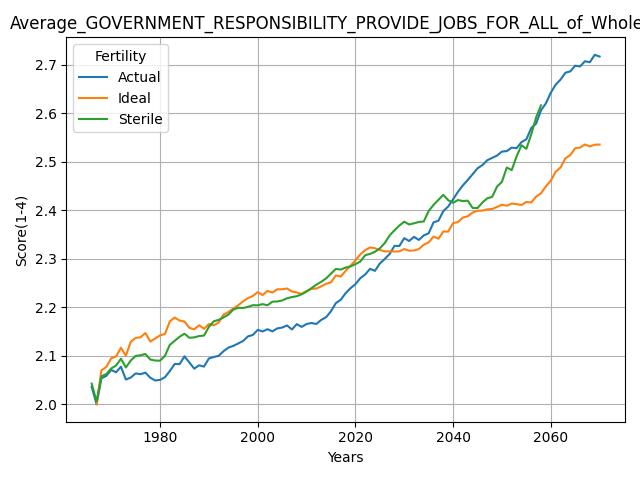 Average_GOVERNMENT_RESPONSIBILITY_PROVIDE_JOBS_FOR_ALL_of_Whole
Fertility
Actual
Ideal
Sterile
2.7
2.6
2.5
2.4
2.3
2.2
2.1
2.0
Score(1-4)
1980
2000
2020
2040
2060
Years